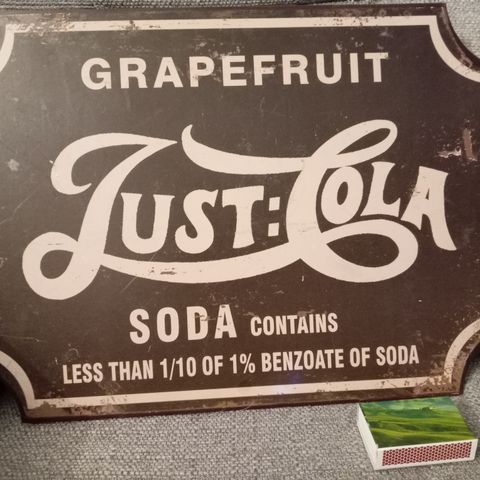 GRAPEFRUIT
JUST:COLA
SODA CONTAINS
LESS THAN 1/10 OF 1% BENZOATE OF SODA